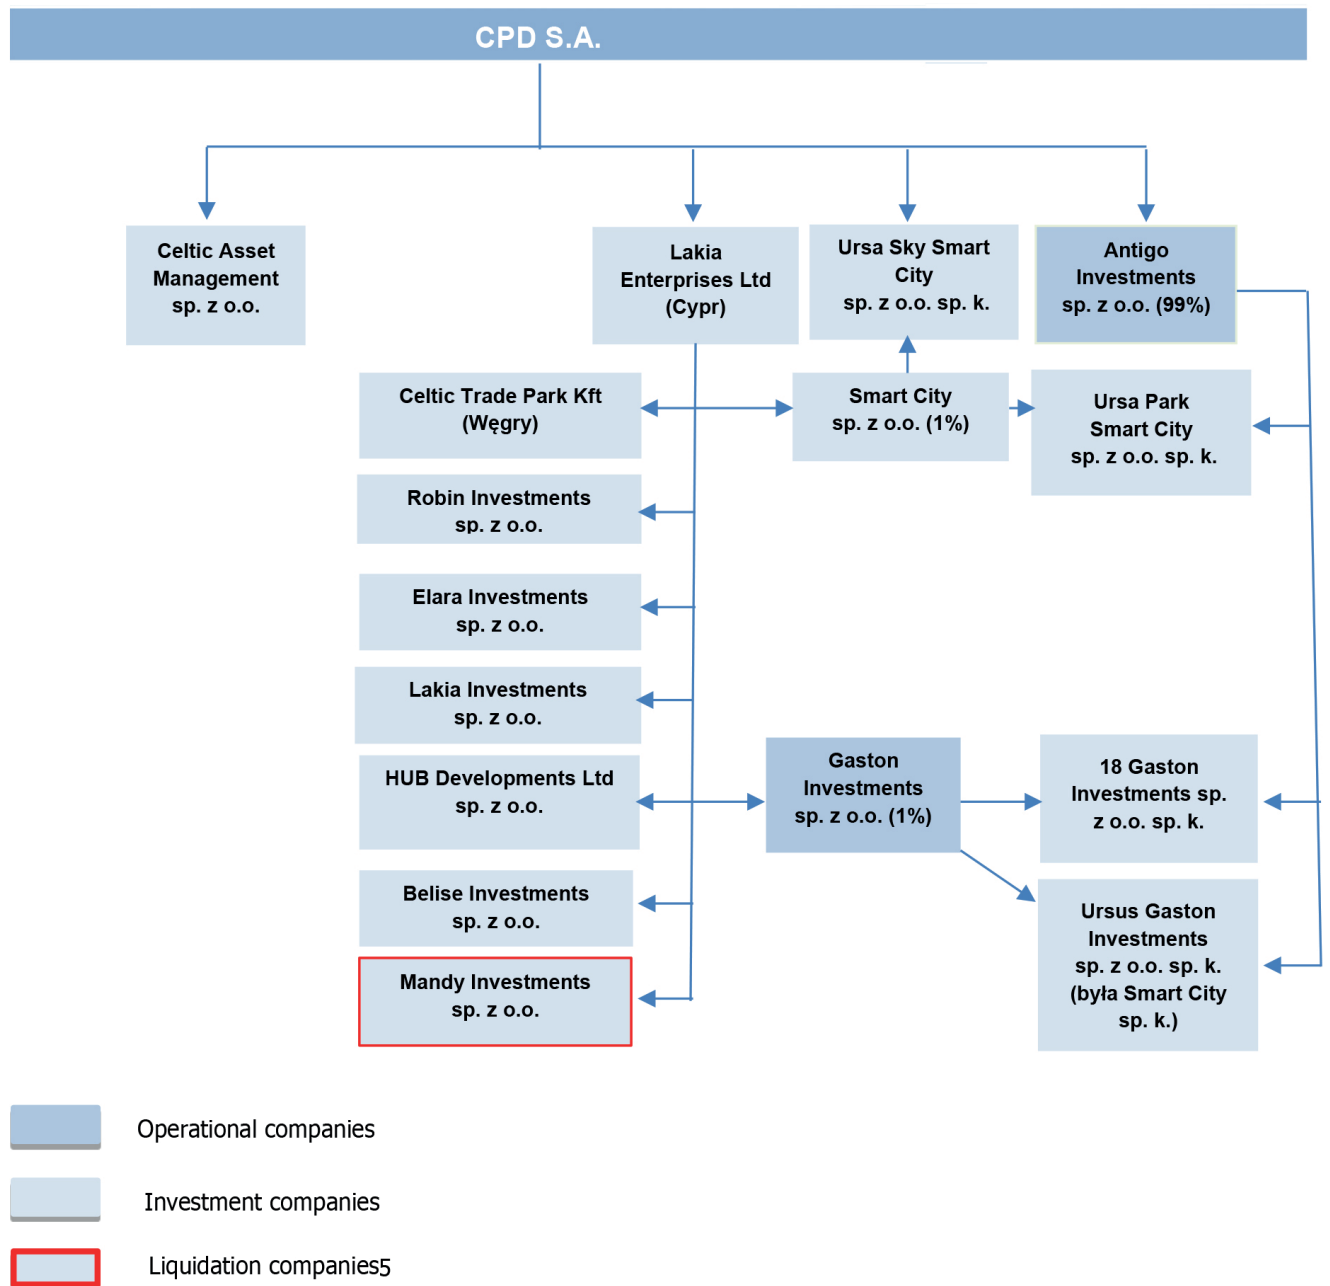 CPD S.A.
Celtic Asset
Management
sp. z o.o.
Lakia
Enterprises Ltd
(Cypr)
Ursa Sky Smart
City
sp. z o.o. sp. k.
Antigo
Investments
sp. z o.o. (99%)
Celtic Trade Park Kft
(Węgry)
Smart City
sp. z o.o. (1%)
Ursa Park
Smart City
sp. z o.o. sp. k.
Robin Investments
sp. z o.o.
Elara Investments
sp. z o.o.
Lakia Investments
sp. z o.o.
HUB Developments Ltd
sp. z o.o.
Gaston
Investments
sp. z o.o. (1%)
18 Gaston
Investments sp.
z o.o. sp. k.
Belise Investments
sp. z o.o.
Ursus Gaston
Investments
sp. z o.o. sp. k.
(była Smart City
sp. k.)
Mandy Investments
sp. z o.o.
Operational companies
Investment companies
Liquidation companies5